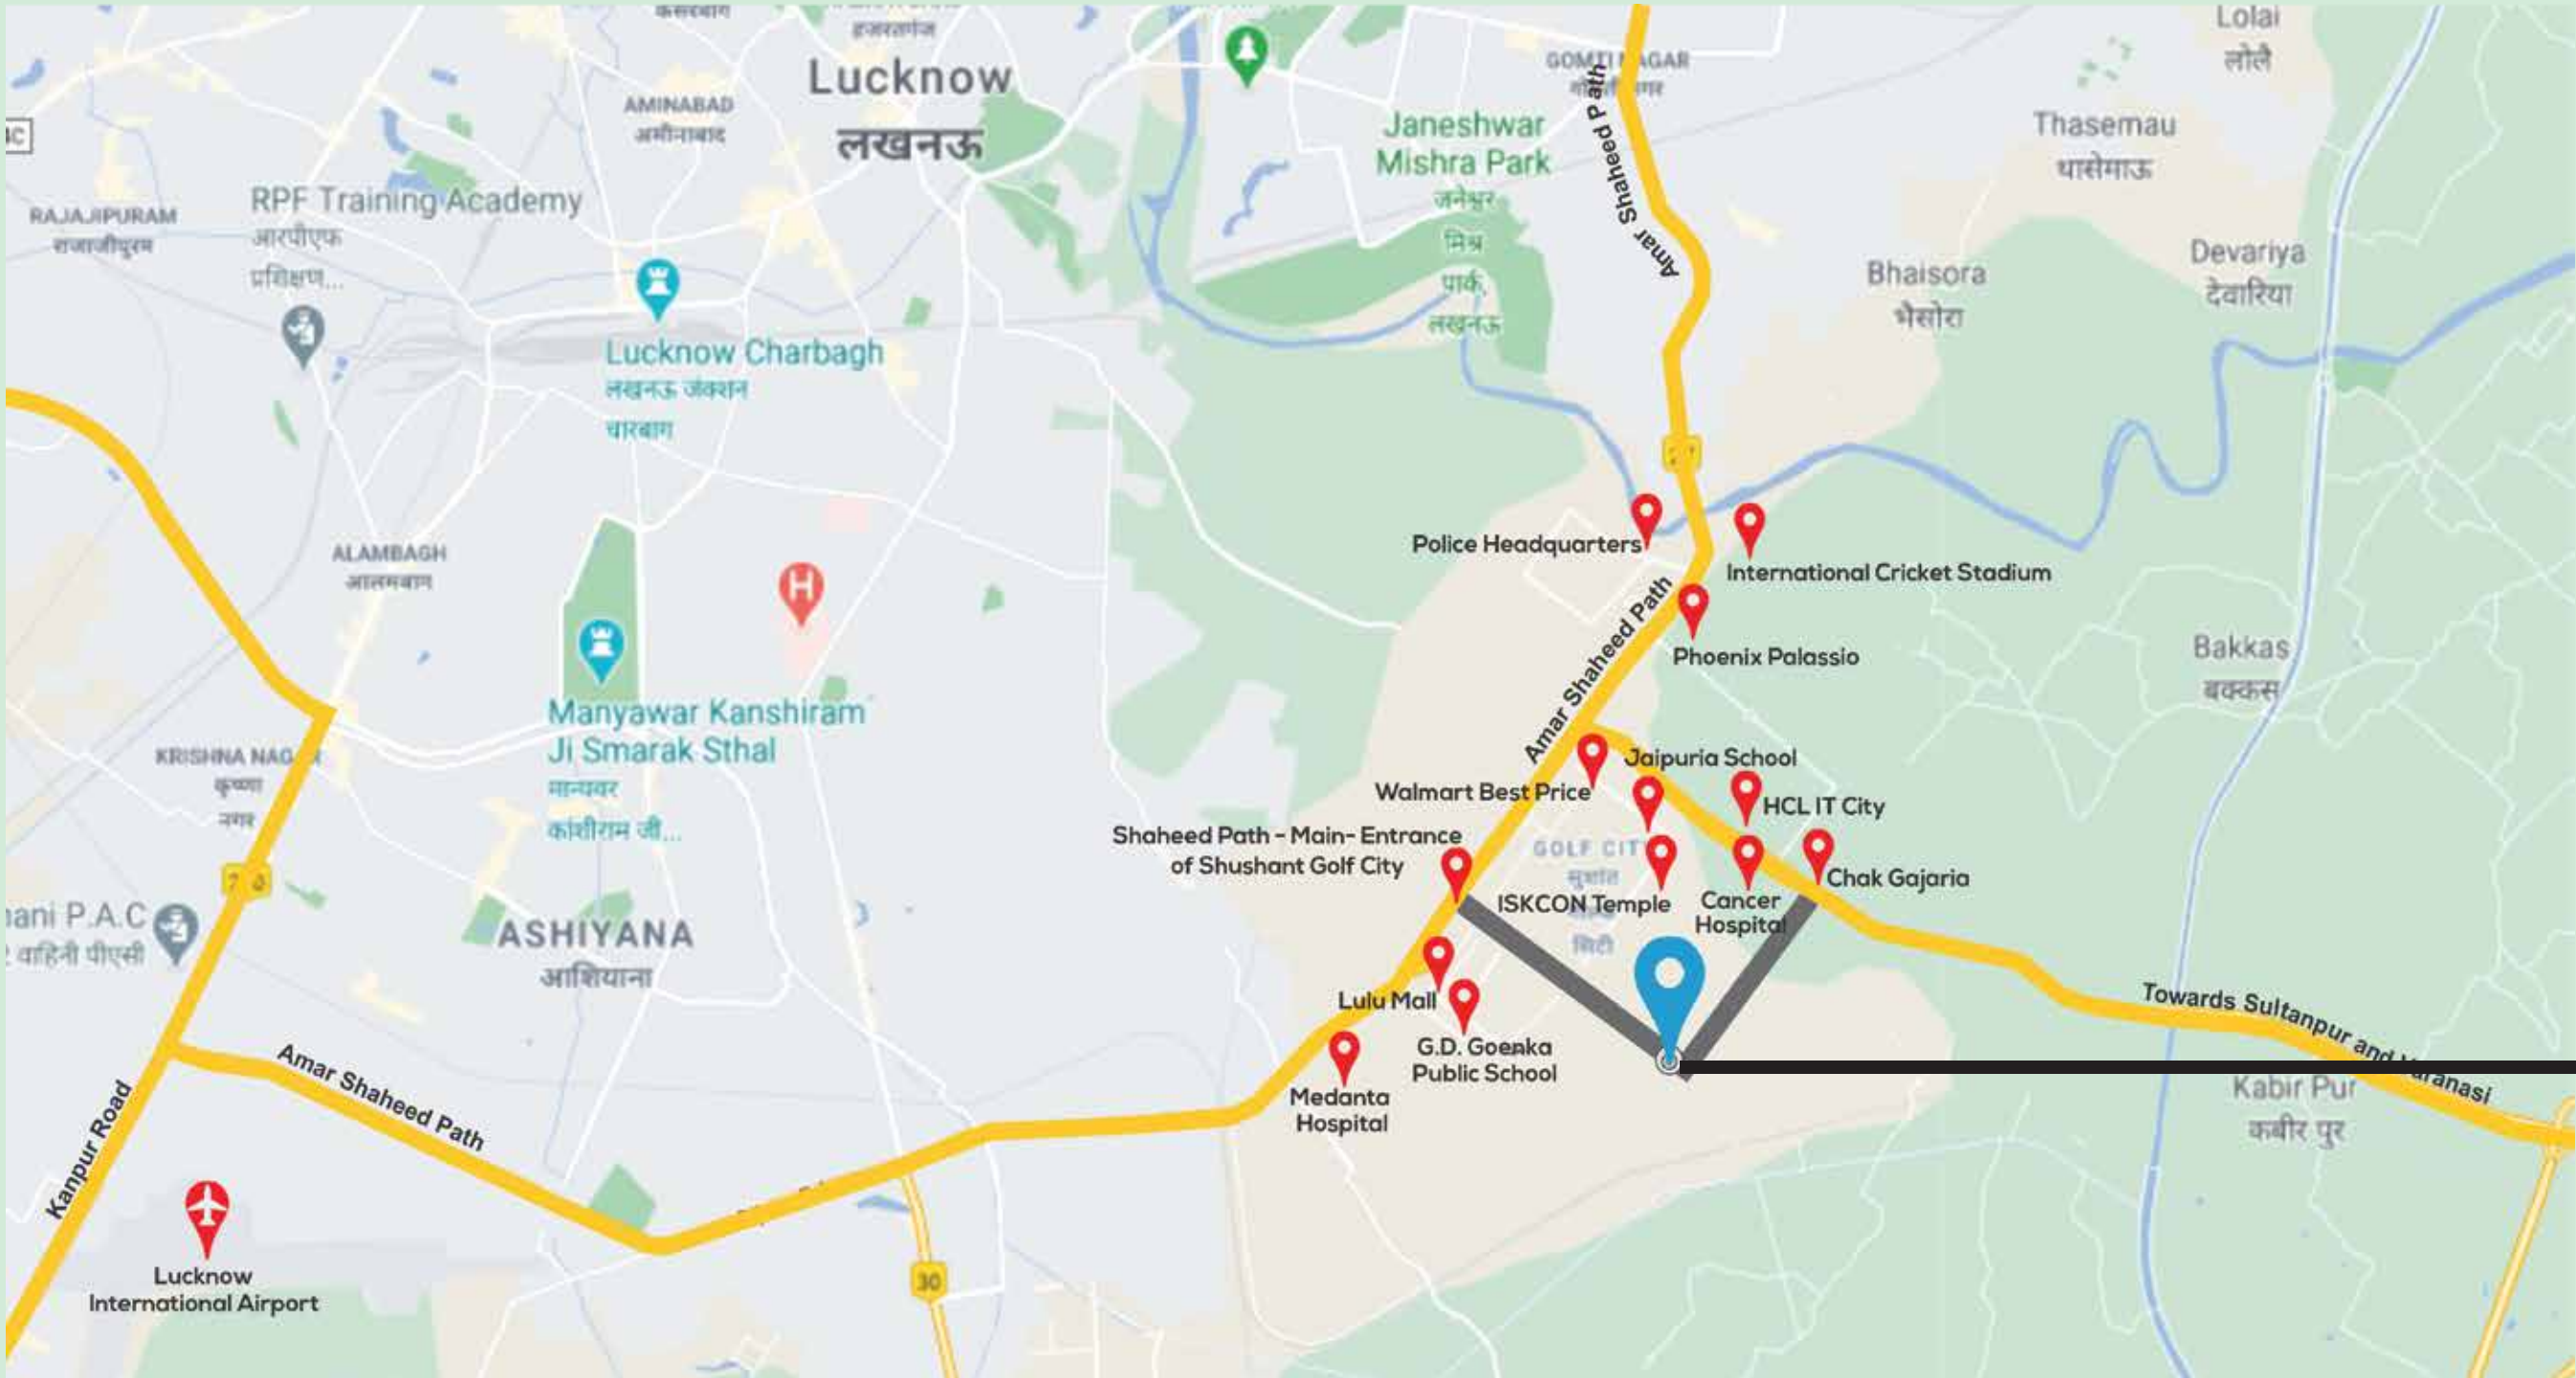 Lolai
लोलै
हजरतगंज
Lucknow
लखनऊ
GOMTI NAGAR
AMINABAD
अमीनाबाद
Janeshwar
Mishra Park
जनेश्वर
मिश्र
पार्क,
लखनऊ
Amar Shaheed Path
Thasemau
थासेमाऊ
RAJAJIPURAM
राजाजीपुरम
RPF Training Academy
आरपीएफ
प्रशिक्षण...
Devariya
देवारिया
Bhaisora
भैसोरा
Lucknow Charbagh
लखनऊ जंक्शन
चारबाग
Police Headquarters
International Cricket Stadium
ALAMBAGH
आलमबाग
Amar Shaheed Path
Phoenix Palassio
Bakkas
बक्कस
Manyawar Kanshiram
Ji Smarak Sthal
मान्यवर
कांशीराम जी...
KRISHNA NAG
कृष्णा
नगर
Jaipuria School
Walmart Best Price
HCL IT City
Shaheed Path - Main- Entrance
of Shushant Golf City
GOLF CIT
सुशांत
सिटी
Chak Gajaria
ISKCON Temple
Cancer
Hospital
ani P.A.C
वाहिनी पीएसी
ASHIYANA
आशियाना
Lulu Mall
G.D. Goenka
Public School
Medanta
Hospital
Towards Sultanpur and Varanasi
Kabir Pur
कबीर पुर
Amar Shaheed Path
Kanpur Road
Lucknow
International Airport
30